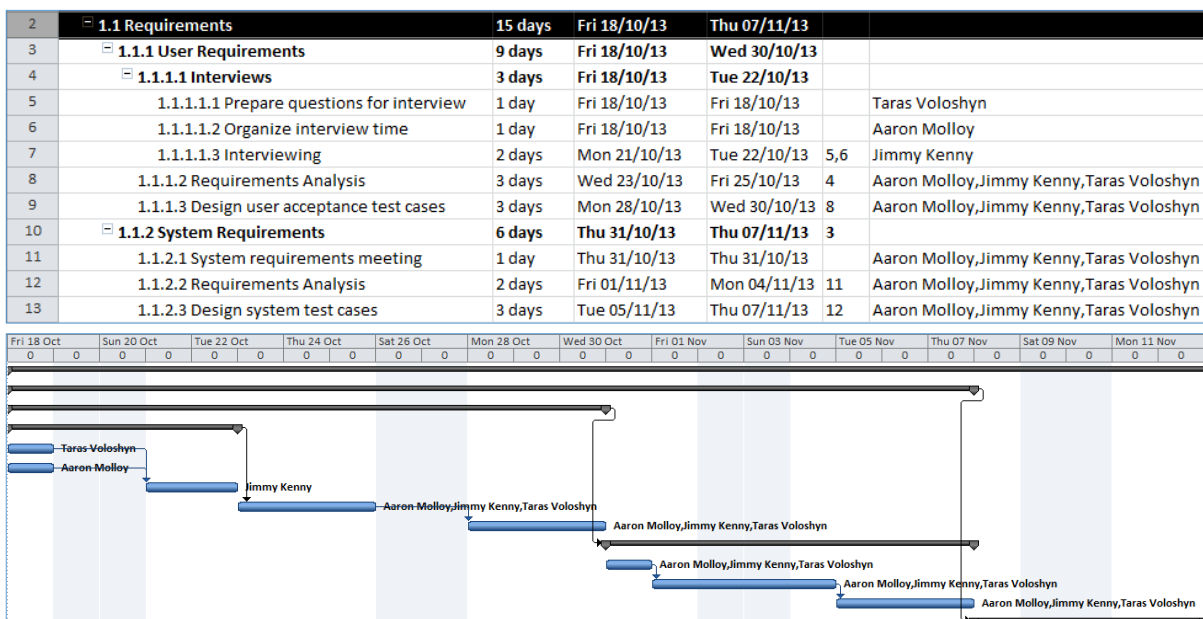 2 1.1 Requirements 15 days Fri 18/10/13 Thu 07/11/13
3 1.1.1 User Requirements 9 days Fri 18/10/13 Wed 30/10/13
4 1.1.1.1 Interviews 3 days Fri 18/10/13 Tue 22/10/13
5 1.1.1.1.1 Prepare questions for interview 1 day Fri 18/10/13 Fri 18/10/13 Taras Voloshyn
6 1.1.1.1.2 Organize interview time 1 day Fri 18/10/13 Fri 18/10/13 Aaron Molloy
7 1.1.1.1.3 Interviewing 2 days Mon 21/10/13 Tue 22/10/13 5,6 Jimmy Kenny
8 1.1.1.2 Requirements Analysis 3 days Wed 23/10/13 Fri 25/10/13 4 Aaron Molloy,Jimmy Kenny,Taras Voloshyn
9 1.1.1.3 Design user acceptance test cases 3 days Mon 28/10/13 Wed 30/10/13 8 Aaron Molloy,Jimmy Kenny,Taras Voloshyn
10 1.1.2 System Requirements 6 days Thu 31/10/13 Thu 07/11/13 3
11 1.1.2.1 System requirements meeting 1 day Thu 31/10/13 Thu 31/10/13 Aaron Molloy,Jimmy Kenny,Taras Voloshyn
12 1.1.2.2 Requirements Analysis 2 days Fri 01/11/13 Mon 04/11/13 11 Aaron Molloy,Jimmy Kenny,Taras Voloshyn
13 1.1.2.3 Design system test cases 3 days Tue 05/11/13 Thu 07/11/13 12 Aaron Molloy,Jimmy Kenny,Taras Voloshyn
Fri 18 Oct Sun 20 Oct Tue 22 Oct Thu 24 Oct Sat 26 Oct Mon 28 Oct Wed 30 Oct Fri 01 Nov Sun 03 Nov Tue 05 Nov Thu 07 Nov Sat 09 Nov Mon 11 Nov
0 0 0 0 0 0 0 0 0 0 0 0 0 0 0 0 0 0 0 0 0 0 0 0 0 0
Taras Voloshyn
Aaron Molloy
Jimmy Kenny
Aaron Molloy,Jimmy Kenny,Taras Voloshyn
Aaron Molloy,Jimmy Kenny,Taras Voloshyn
Aaron Molloy,Jimmy Kenny,Taras Voloshyn
Aaron Molloy,Jimmy Kenny,Taras Voloshyn
Aaron Molloy,Jimmy Kenny,Taras Voloshyn